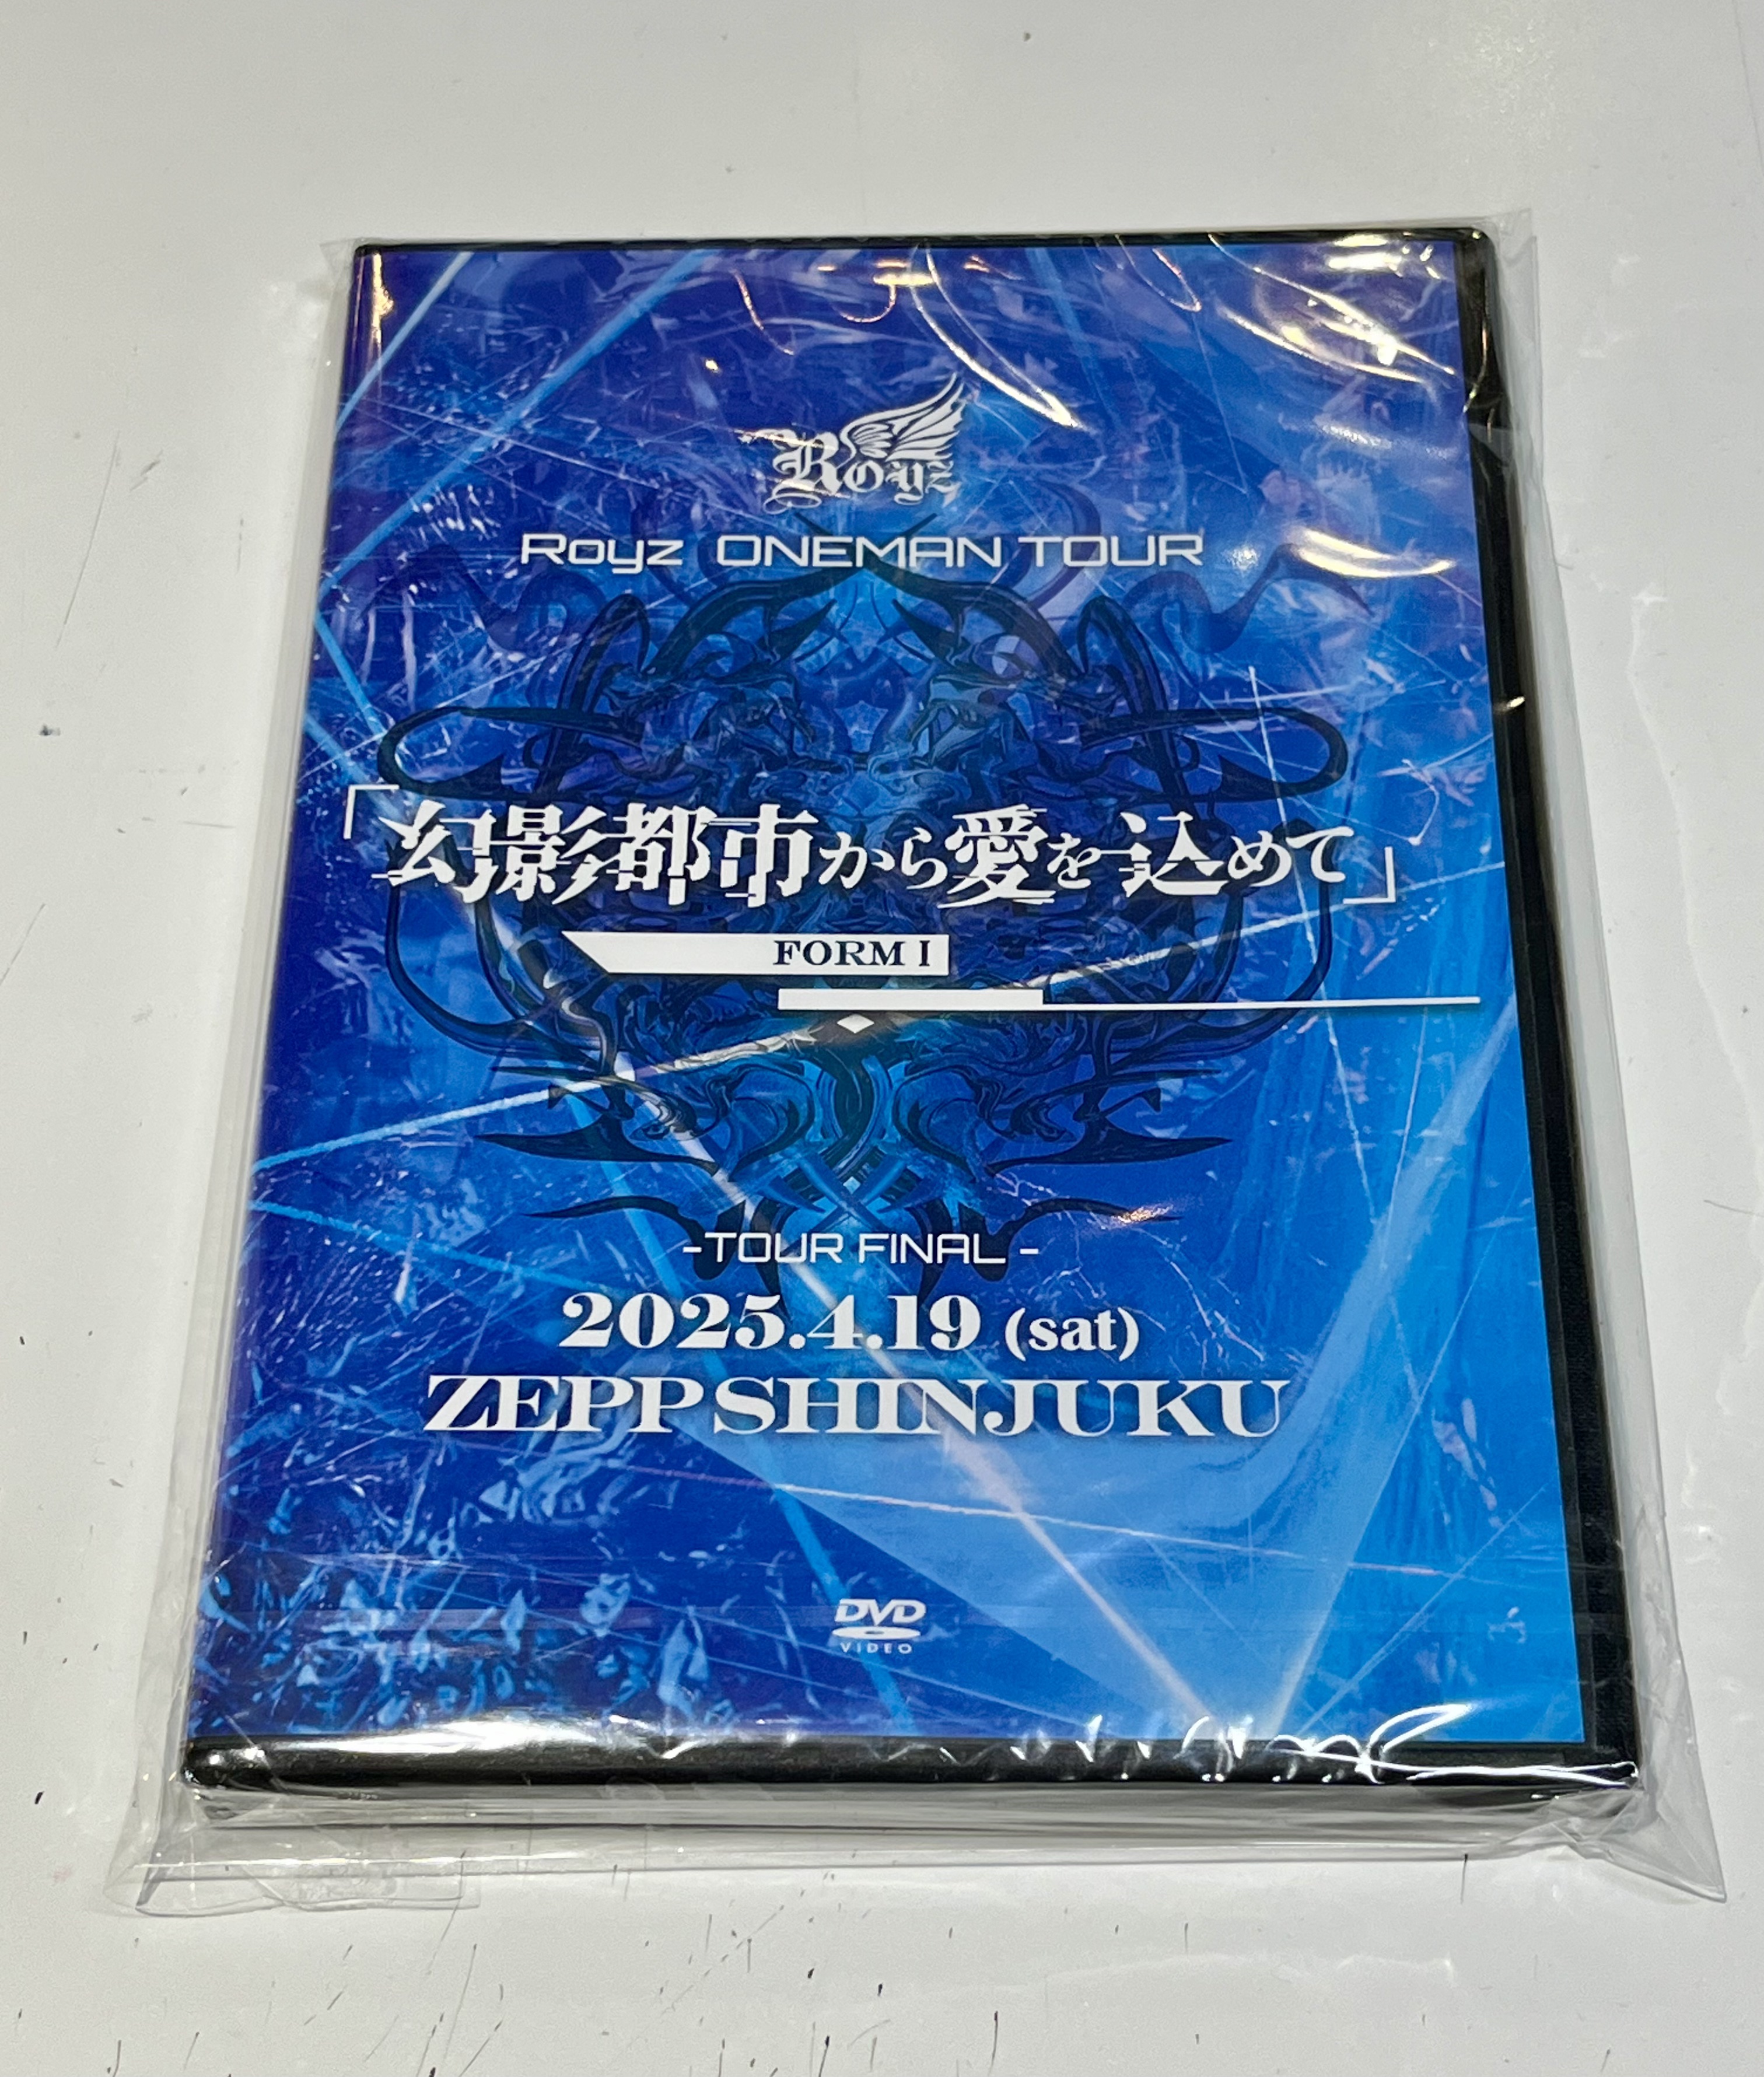 Royz
Royz ONEMAN TOUR
「幻影都市から愛を込めて」
FORM I
-TOUR FINAL-
2025.4.19 (sat)
ZEPP SHINJUKU
DVD
VIDEO